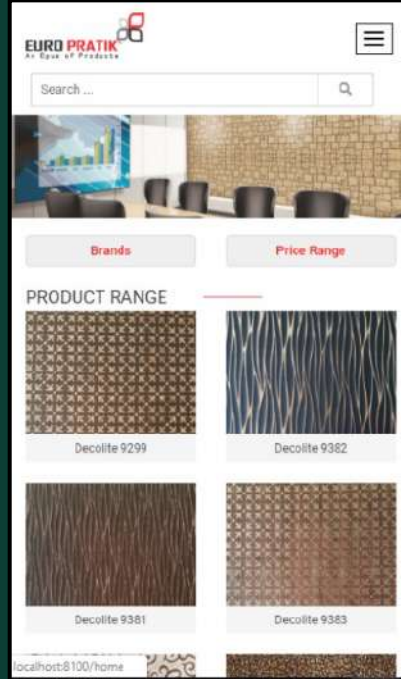 EURO PRATIK
An Opus of Products
Search ...
Brands
Price Range
PRODUCT RANGE
Decolite 9299
Decolite 9382
Decolite 9381
Decolite 9383
localhost:8100/home